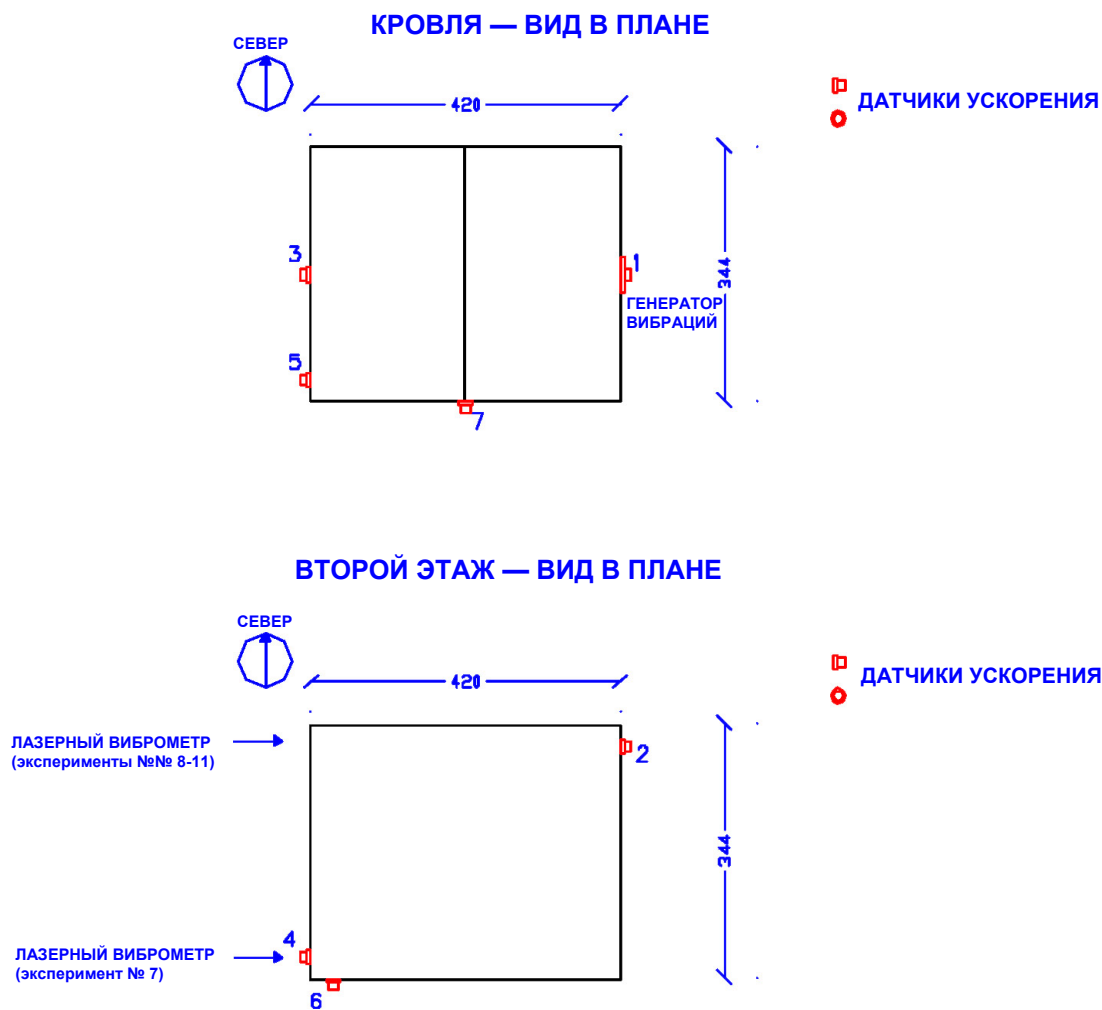 КРОВЛЯ — ВИД В ПЛАНЕ
СЕВЕР
420
ДАТЧИКИ УСКОРЕНИЯ
3
1
344
ГЕНЕРАТОР
ВИБРАЦИЙ
5
7
ВТОРОЙ ЭТАЖ — ВИД В ПЛАНЕ
СЕВЕР
420
ДАТЧИКИ УСКОРЕНИЯ
ЛАЗЕРНЫЙ ВИБРОМЕТР
(эксперименты №№ 8-11)
2
344
4
ЛАЗЕРНЫЙ ВИБРОМЕТР
(эксперимент № 7)
6